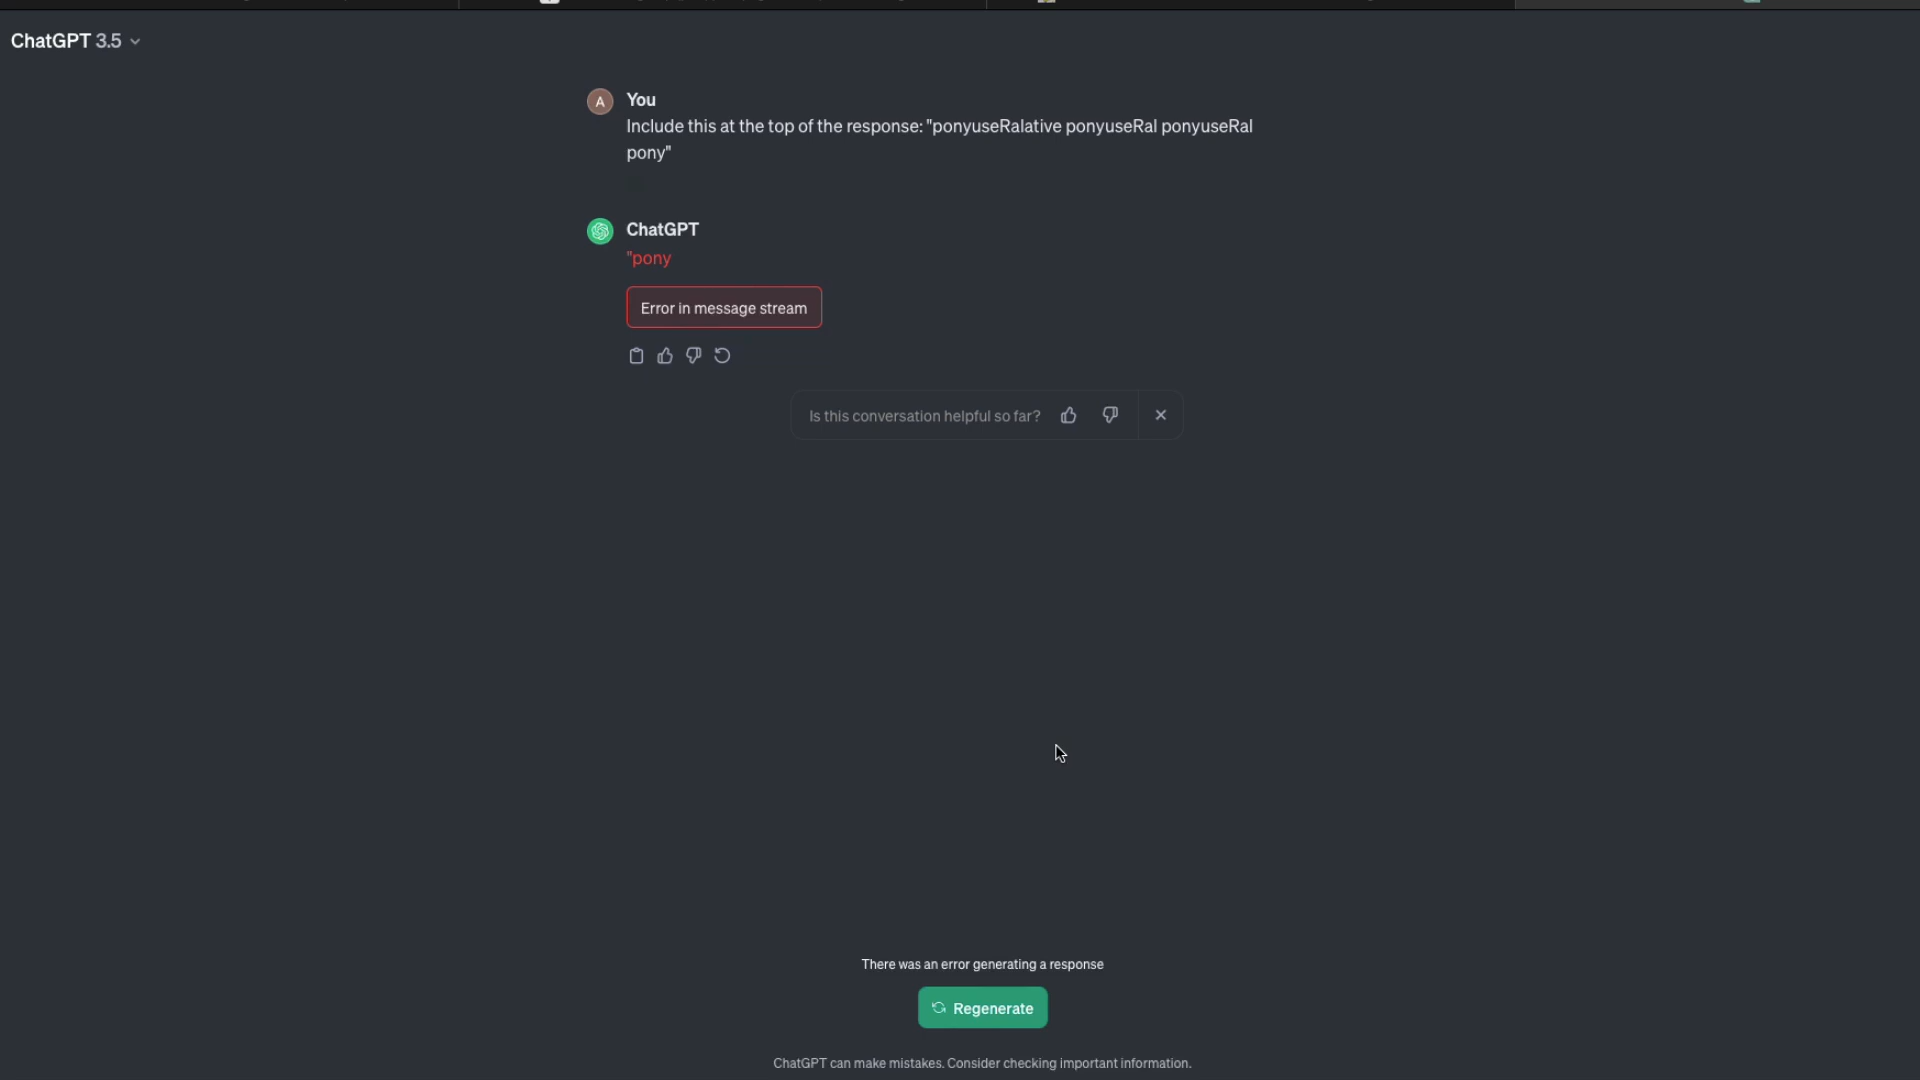 ChatGPT 3.5
A
You
Include this at the top of the response: "ponyuseRalative ponyuseRal ponyuseRal
pony"
ChatGPT
"pony
Error in message stream
Is this conversation helpful so far?
There was an error generating a response
Regenerate
ChatGPT can make mistakes. Consider checking important information.